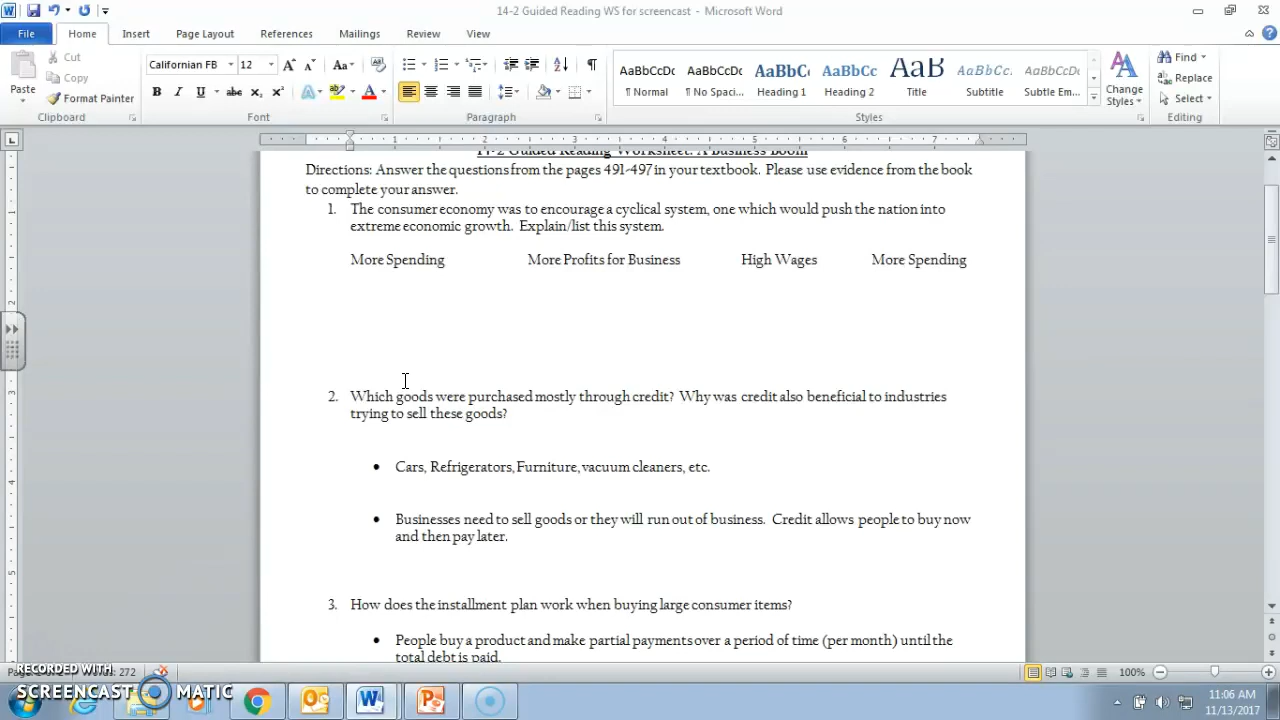 14-2 Guided Reading WS for screencast - Microsoft Word
File Home Insert Page Layout References Mailings Review View
Cut
Copy
Format Painter
Paste
Californian FB 12
AaBbCcDc AaBbCcDc AaBbC AaBbCc AaB AaBbCcI AaBbCcDc
¶ Normal ¶ No Spaci... Heading 1 Heading 2 Title Subtitle Subtle Em...
Change Styles
Find
Replace
Select
Clipboard Font Paragraph Styles Editing
14-2 Guided Reading Worksheet: A Business Boom
Directions: Answer the questions from the pages 491-497 in your textbook. Please use evidence from the book
to complete your answer.
1. The consumer economy was to encourage a cyclical system, one which would push the nation into
extreme economic growth. Explain/list this system.
More Spending More Profits for Business High Wages More Spending
2. Which goods were purchased mostly through credit? Why was credit also beneficial to industries
trying to sell these goods?
• Cars, Refrigerators, Furniture, vacuum cleaners, etc.
• Businesses need to sell goods or they will run out of business. Credit allows people to buy now
and then pay later.
3. How does the installment plan work when buying large consumer items?
• People buy a product and make partial payments over a period of time (per month) until the
total debt is paid.
RECORDED WITH
SCREENCAST MATIC
272
100%
11:06 AM
11/13/2017